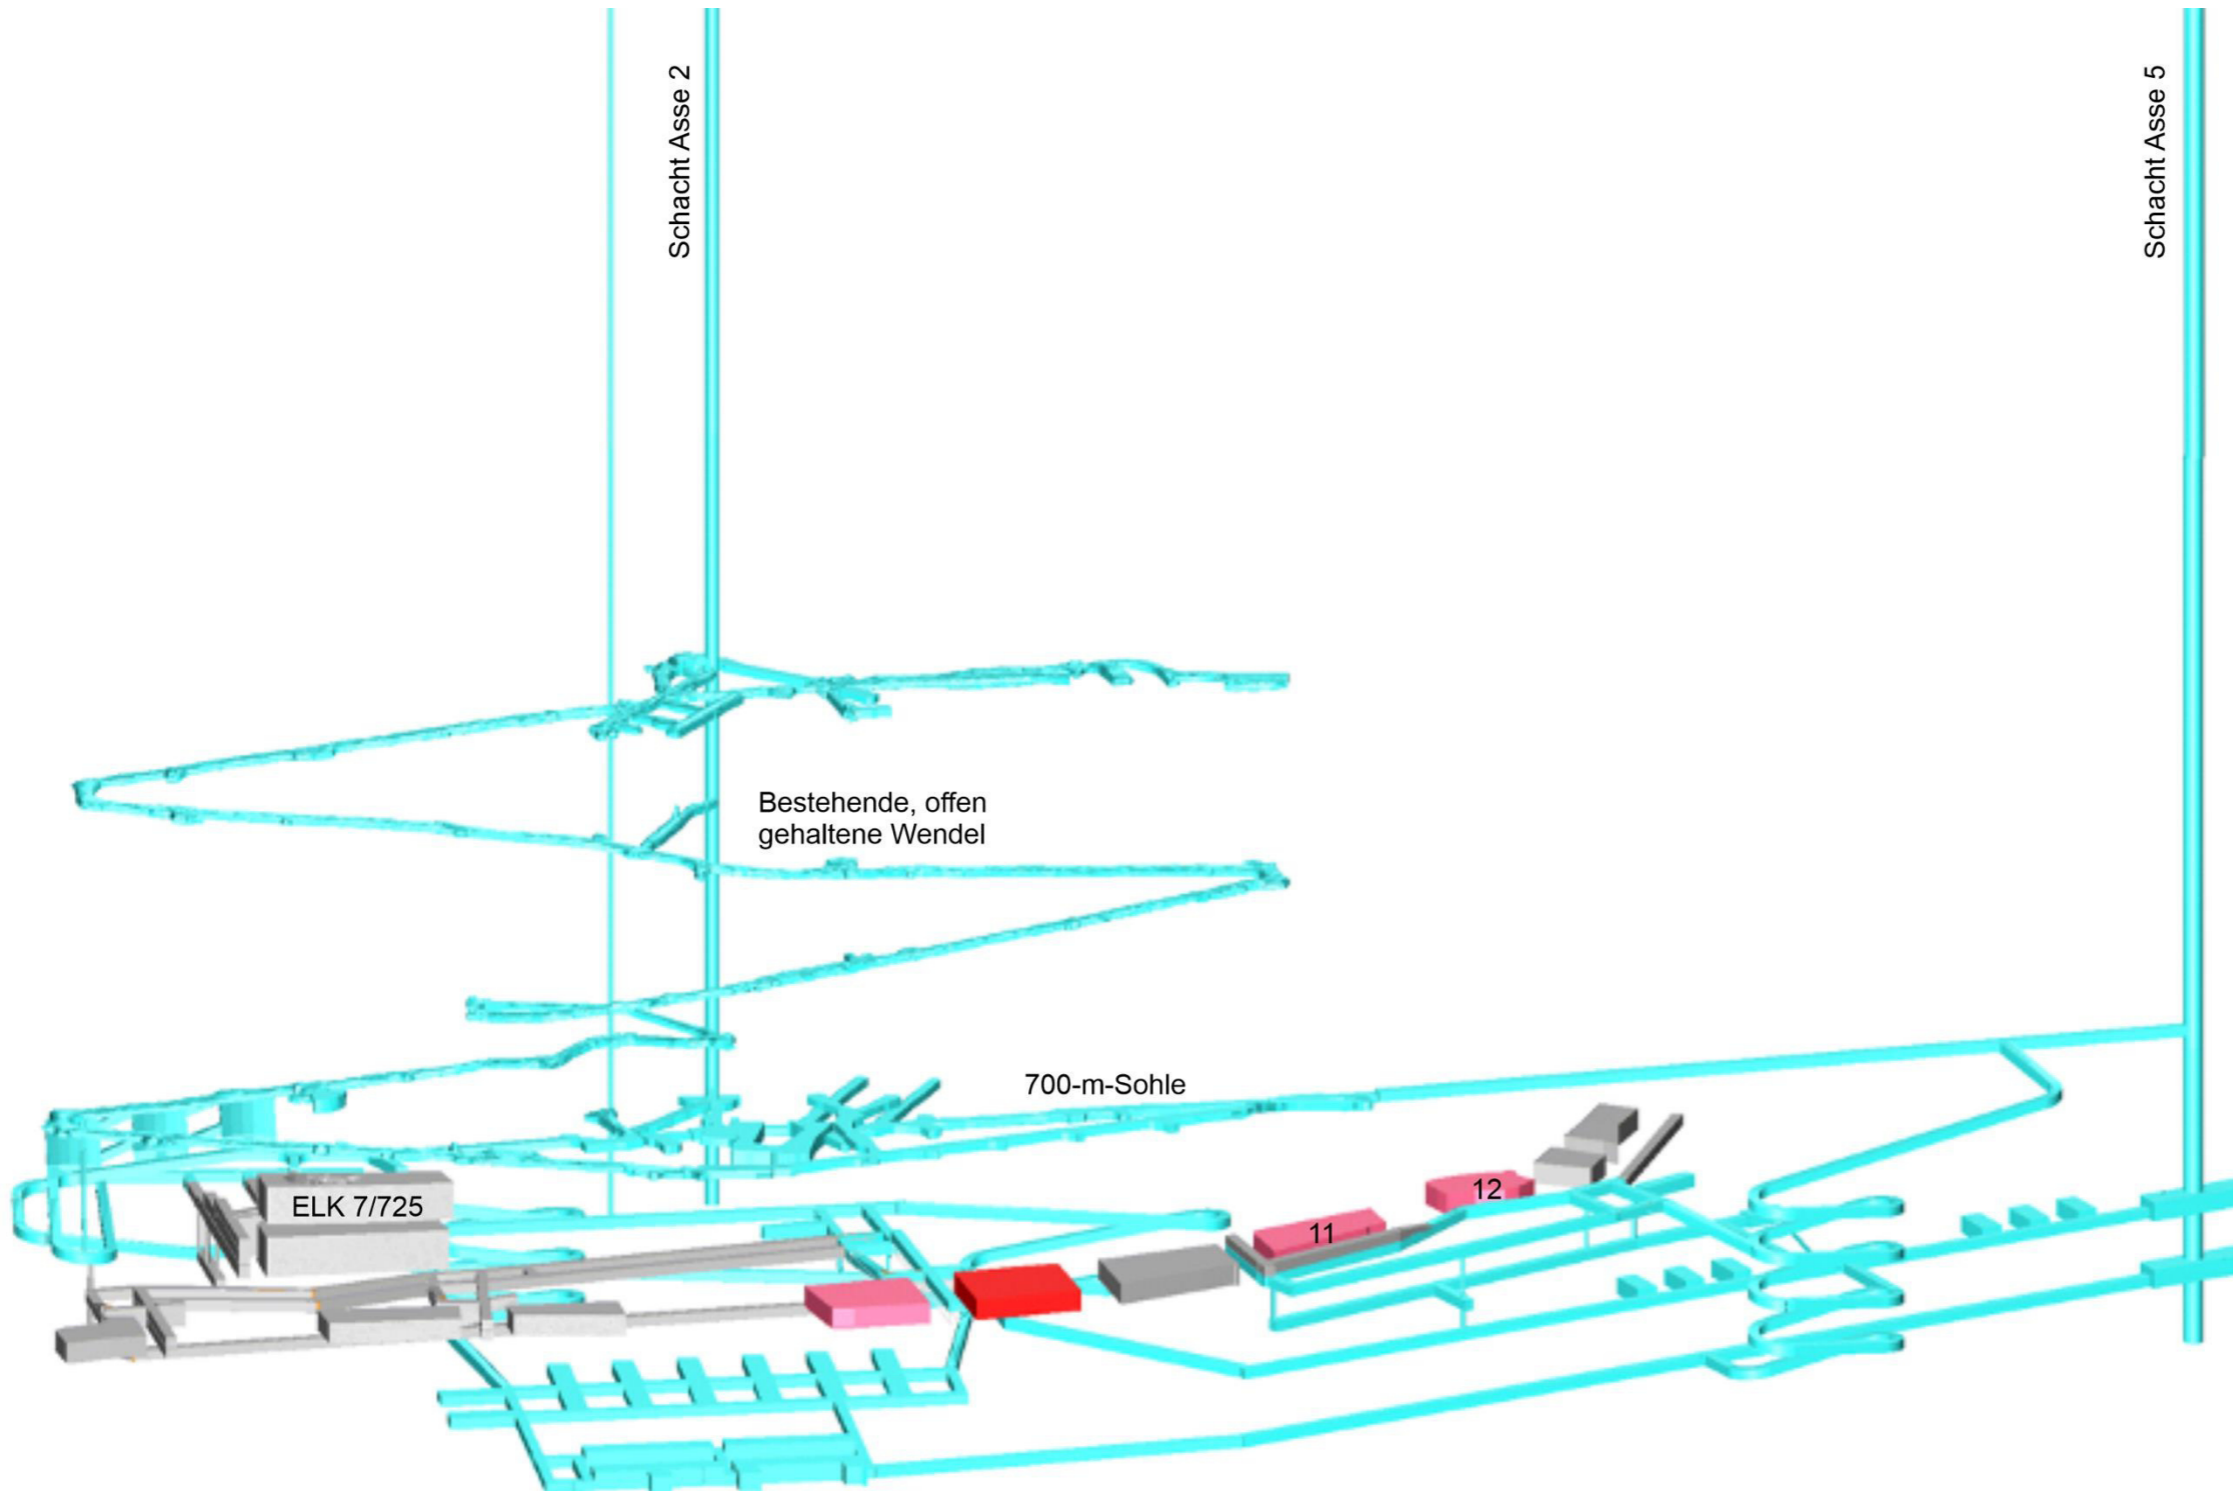 Schacht Asse 2
Schacht Asse 5
Bestehende, offen
gehaltene Wendel
700-m-Sohle
12
ELK 7/725
11